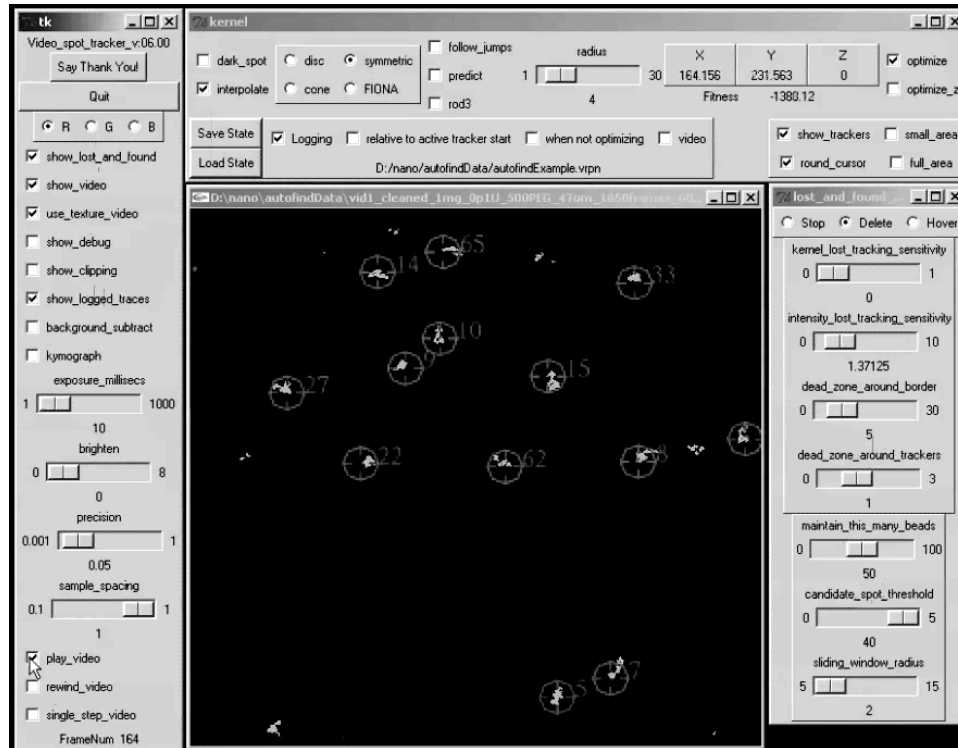 tk
Video_spot_tracker_v:06.00
Say Thank You!
Quit
R G B
show_lost_and_found
show_video
use_texture_video
show_debug
show_clipping
show_logged_traces
background_subtract
kymograph
exposure_millisecs
1 1000
10
brighten
0 8
0
precision
0.001 1
0.05
sample_spacing
0.1 1
1
play_video
rewind_video
single_step_video
FrameNum 164
kernel
dark_spot
interpolate
disc symmetric
cone FIONA
follow_jumps
predict
rod3
radius
1 30
4
X Y Z
164.156 231.563 0
Fitness -1388.12
optimize
optimize_z
Save State
Load State
Logging relative to active tracker start when not optimizing video
D:/nano/autofindData/autofindExample.vrpn
show_trackers small_area
round_cursor full_area
65
14
33
10
9
15
27
22
62
7
5
lost_and_found
Stop Delete Hover
kernel_lost_tracking_sensitivity
0 1
0
intensity_lost_tracking_sensitivity
0 10
1.37125
dead_zone_around_border
0 30
5
dead_zone_around_trackers
0 3
1
maintain_this_many_beads
0 100
50
candidate_spot_threshold
0 5
40
sliding_window_radius
5 15
2